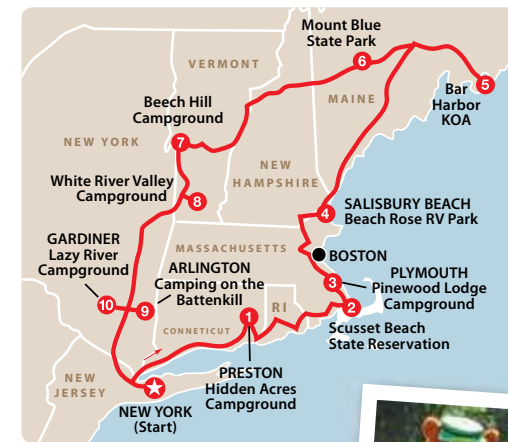 Mount Blue
State Park
6
VERMONT
MAINE
5
Bar
Harbor
KOA
Beech Hill
Campground
7
NEW YORK
NEW
HAMPSHIRE
White River Valley
Campground
8
4
SALISBURY BEACH
Beach Rose RV Park
GARDINER
Lazy River
Campground
MASSACHUSETTS
BOSTON
ARLINGTON
Camping on the
Battenkill
PLYMOUTH
Pinewood Lodge
Campground
3
10
9
1
RI
2
Scusset Beach
State Reservation
CONNETICUT
PRESTON
Hidden Acres
Campground
NEW
JERSEY
NEW YORK
(Start)